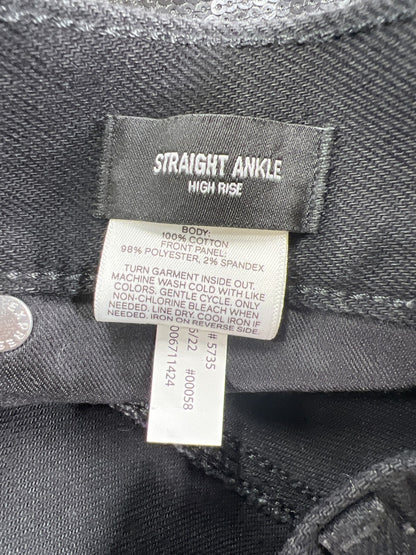 STRAIGHT ANKLE
HIGH RISE
BODY:
100% COTTON
FRONT PANEL:
98% POLYESTER, 2% SPANDEX
TURN GARMENT INSIDE OUT.
MACHINE WASH COLD WITH LIKE
COLORS. GENTLE CYCLE. ONLY
NON-CHLORINE BLEACH WHEN
NEEDED. LINE DRY. COOL IRON IF
NEEDED. IRON ON REVERSE SIDE.
# 5735
/22 #00058
006711424